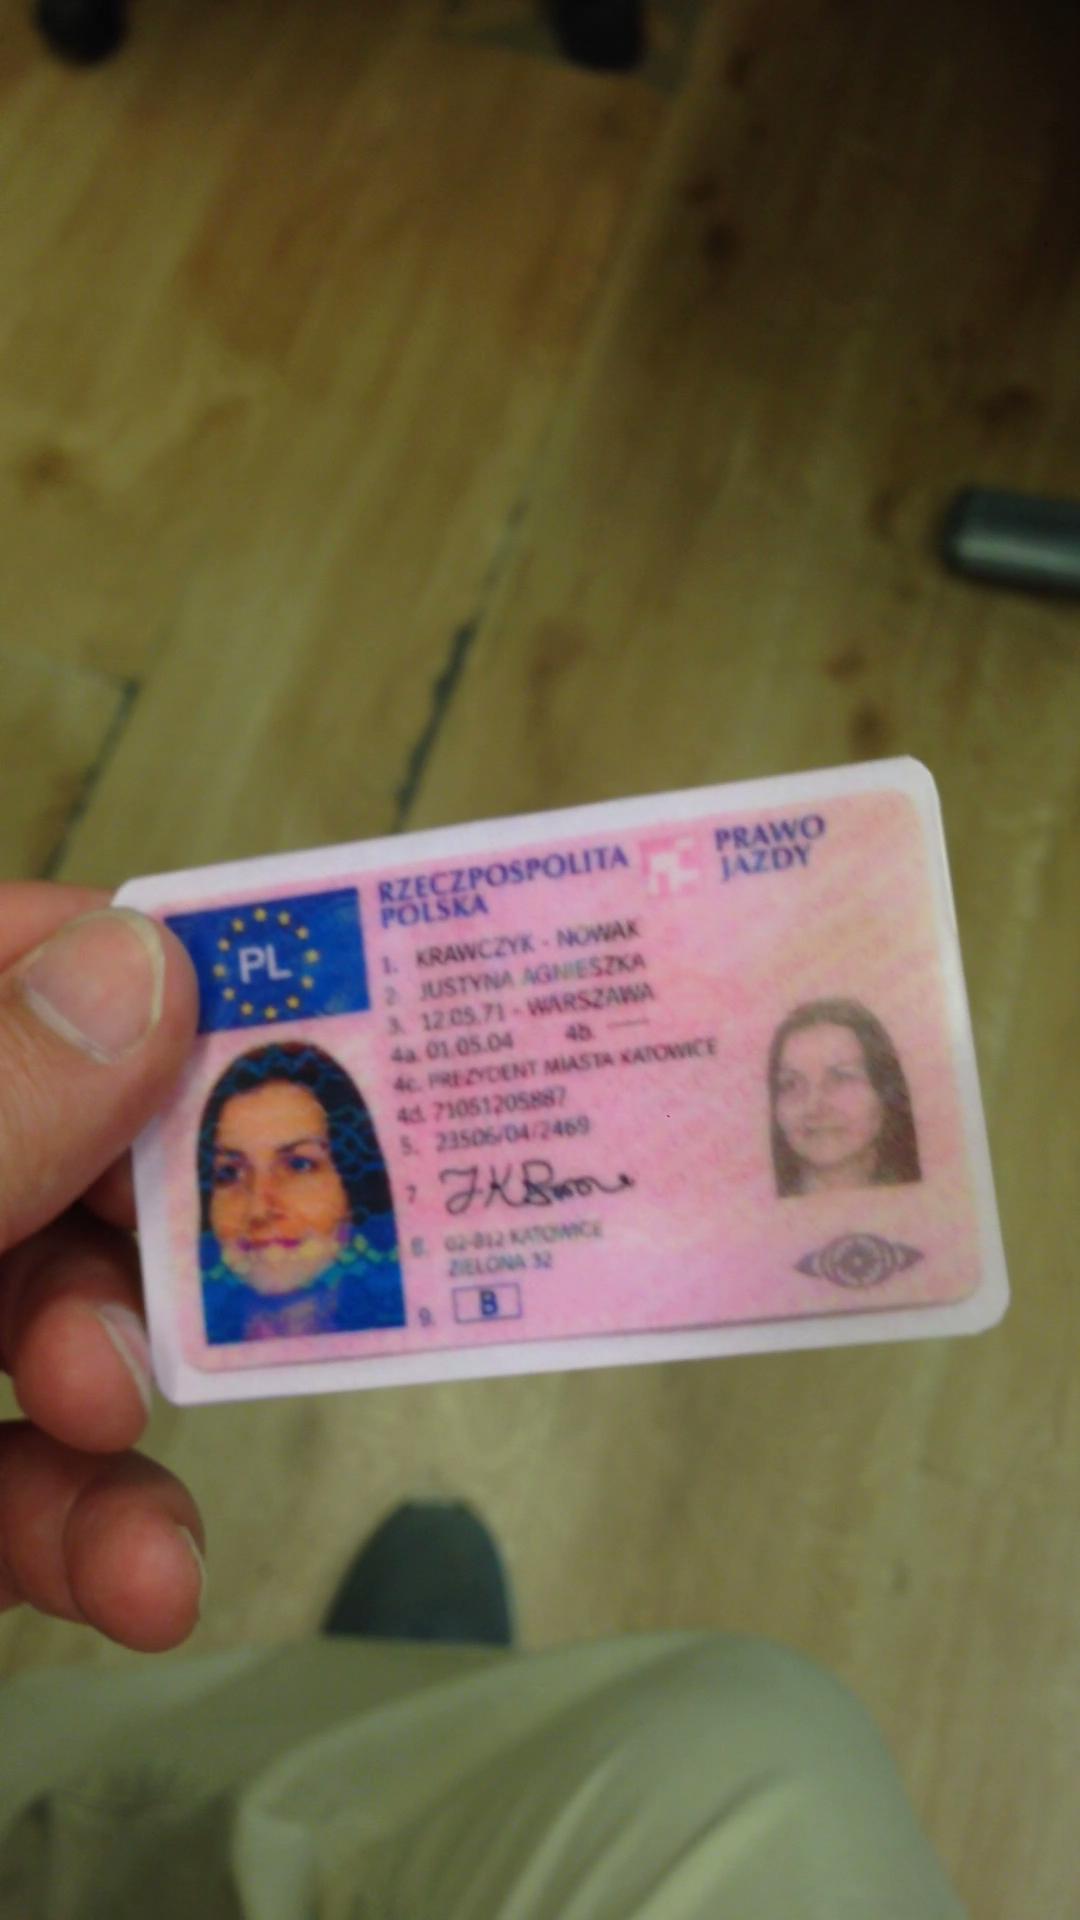 PL
RZECZPOSPOLITA POLSKA
PRAWO JAZDY
1. KRAWCZYK - NOWAK
2. JUSTYNA AGNIESZKA
3. 12.05.71 - WARSZAWA
4a. 01.05.04 4b. ——
4c. PREZYDENT MIASTA KATOWICE
4d. 71051205887
5. 23506/04/2469
7
8. 02-812 KATOWICE
ZIELONA 32
9. B